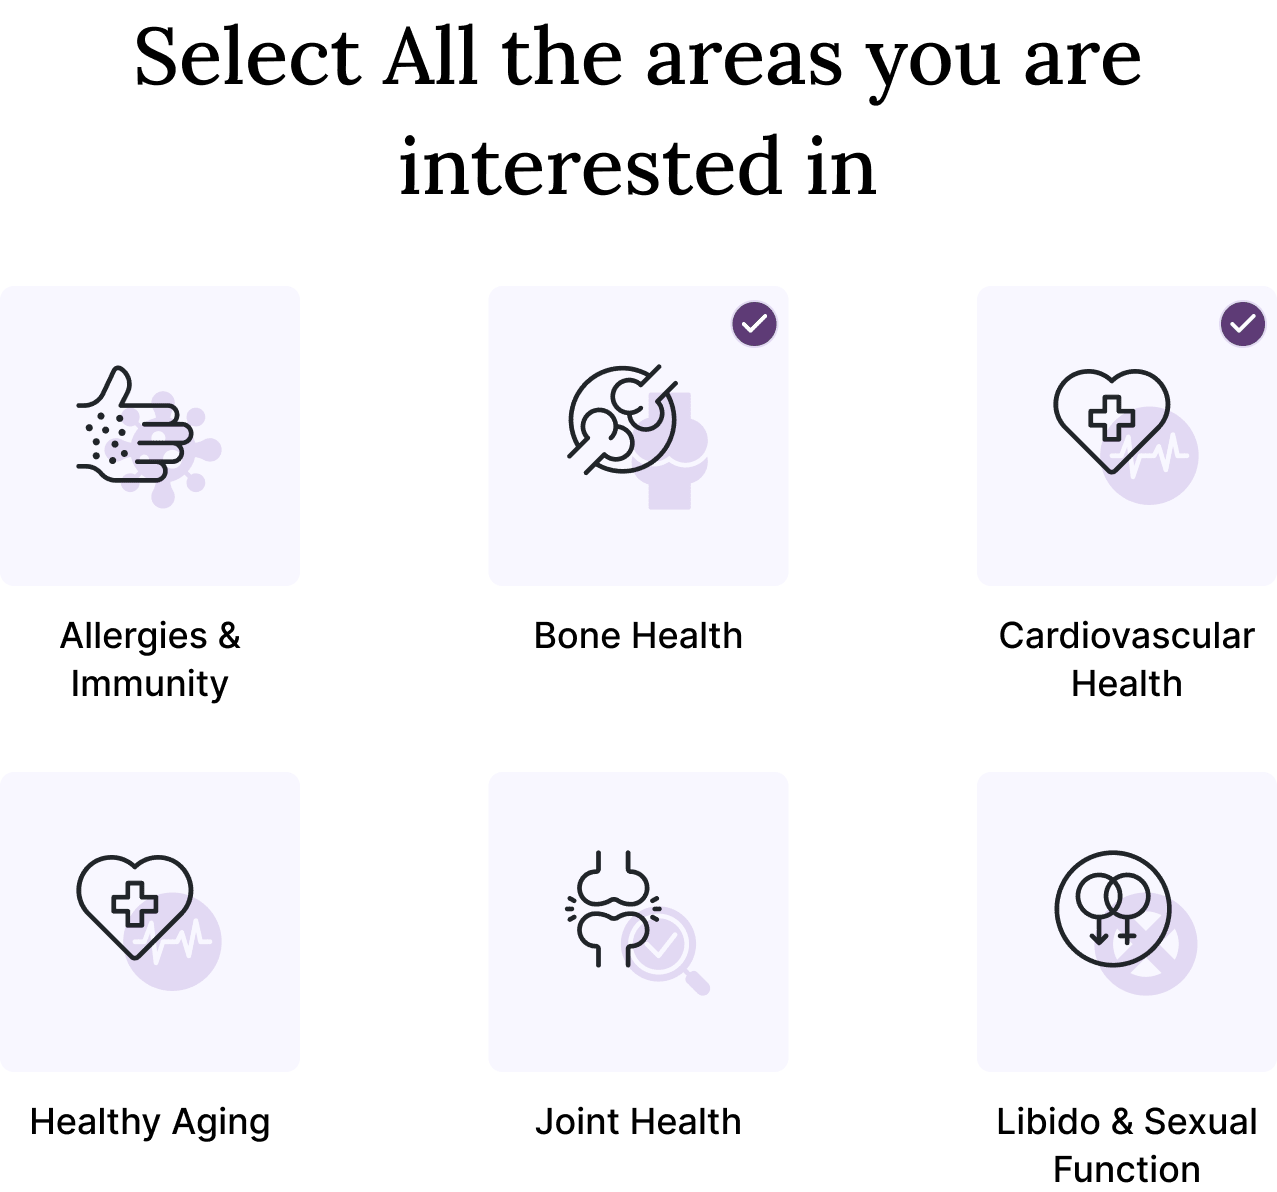 Select All the areas you are
interested in
Allergies &
Immunity
Bone Health
Cardiovascular
Health
Healthy Aging
Joint Health
Libido & Sexual
Function